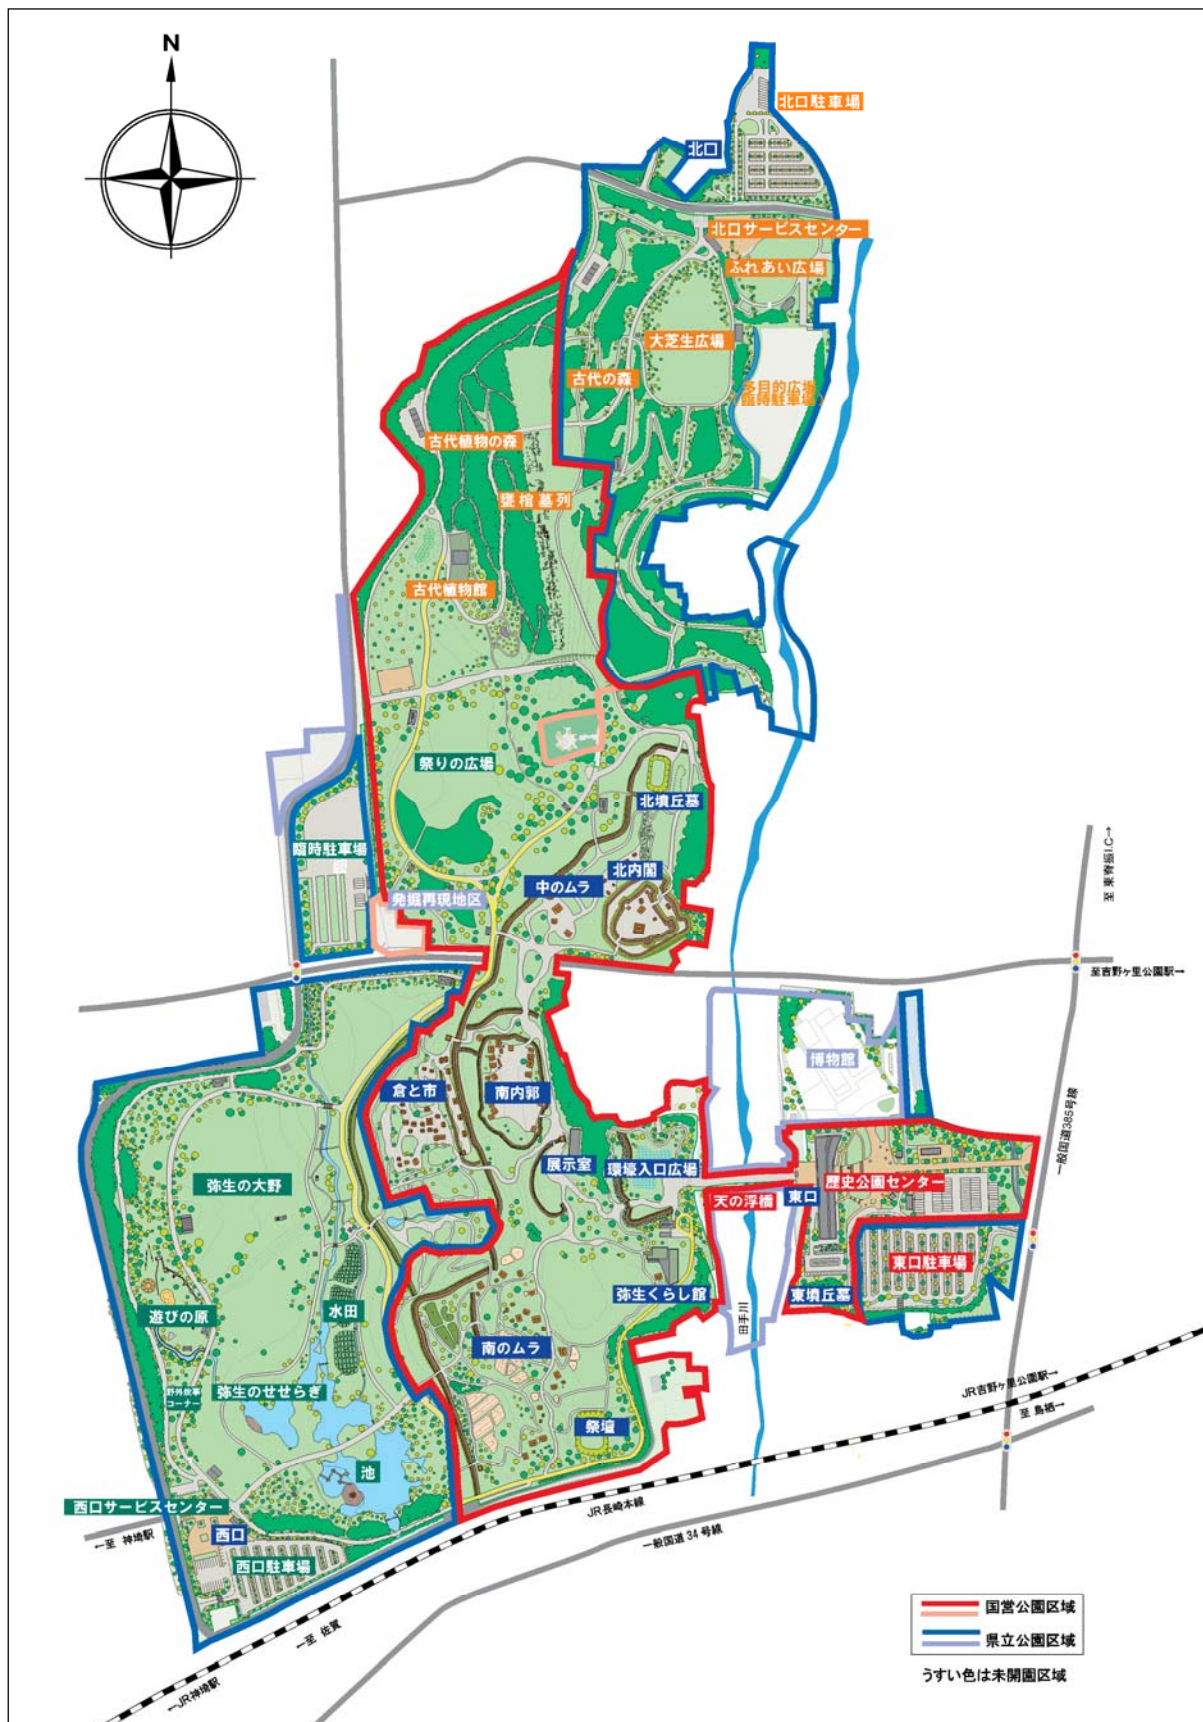 N
北口駐車場
北口
北口サービスセンター
ふれあい広場
大芝生広場
古代の森
多目的広場
(臨時駐車場)
古代植物の森
甕棺墓列
古代植物館
祭りの広場
北墳丘墓
臨時駐車場
北内閣
中のムラ
発掘再現地区
至 東脊振I.C→
至吉野ヶ里公園駅→
博物館
倉と市
南内郭
一般国道385号線
展示室
環壕入口広場
歴史公園センター
弥生の大野
天の浮橋
東口
東口駐車場
弥生くらし館
東墳丘墓
遊びの原
水田
田手川
南のムラ
野外炊事
コーナー
弥生のせせらぎ
JR吉野ヶ里公園駅→
至 鳥栖→
祭壇
池
西口サービスセンター
JR長崎本線
←至 神埼駅
西口
一般国道 34 号線
西口駐車場
国営公園区域
←至 佐賀
県立公園区域
うすい色は未開園区域
←JR神埼駅